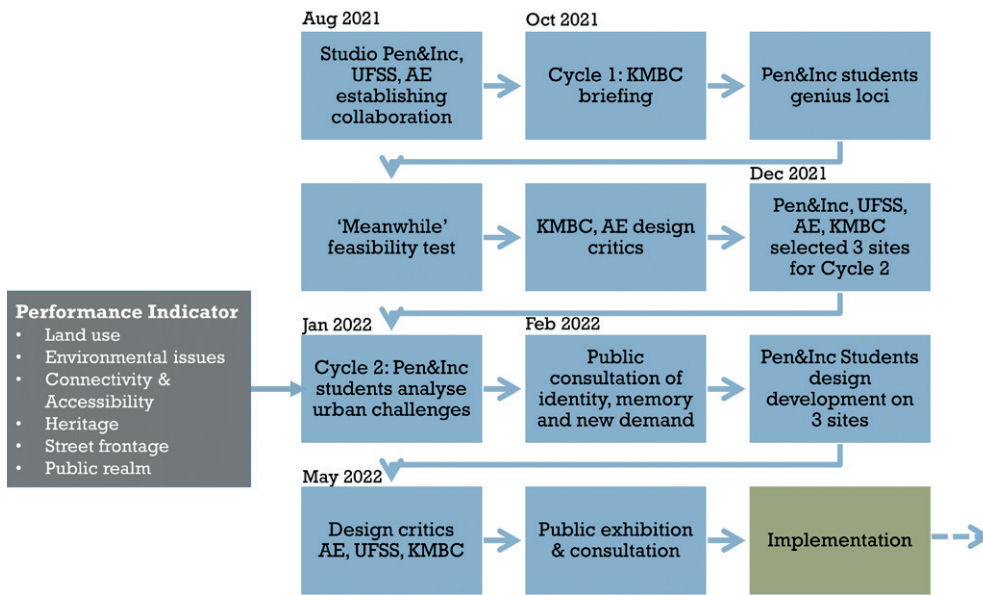 Aug 2021
Studio Pen&Inc,
UFSS, AE
establishing
collaboration
Oct 2021
Cycle 1: KMBC
briefing
Pen&Inc students
genius loci
‘Meanwhile’
feasibility test
KMBC, AE design
critics
Dec 2021
Pen&Inc, UFSS,
AE, KMBC
selected 3 sites
for Cycle 2
Performance Indicator
• Land use
• Environmental issues
• Connectivity &
Accessibility
• Heritage
• Street frontage
• Public realm
Jan 2022
Cycle 2: Pen&Inc
students analyse
urban challenges
Feb 2022
Public
consultation of
identity, memory
and new demand
Pen&Inc Students
design
development on
3 sites
May 2022
Design critics
AE, UFSS, KMBC
Public exhibition
& consultation
Implementation